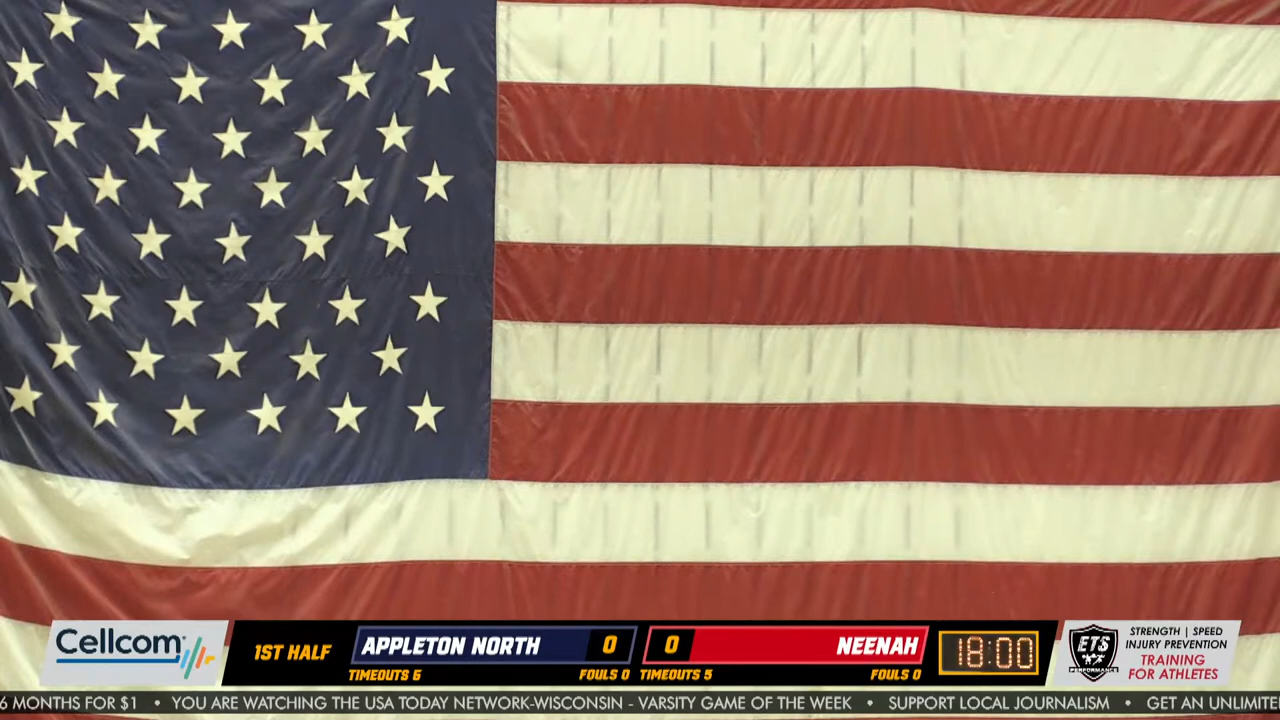 Cellcom
1ST HALF
APPLETON NORTH 0
TIMEOUTS 5 FOULS 0
0 NEENAH
TIMEOUTS 5 FOULS 0
18:00
ETS
PERFORMANCE
STRENGTH | SPEED
INJURY PREVENTION
TRAINING
FOR ATHLETES
6 MONTHS FOR $1 • YOU ARE WATCHING THE USA TODAY NETWORK-WISCONSIN - VARSITY GAME OF THE WEEK • SUPPORT LOCAL JOURNALISM • GET AN UNLIMITE